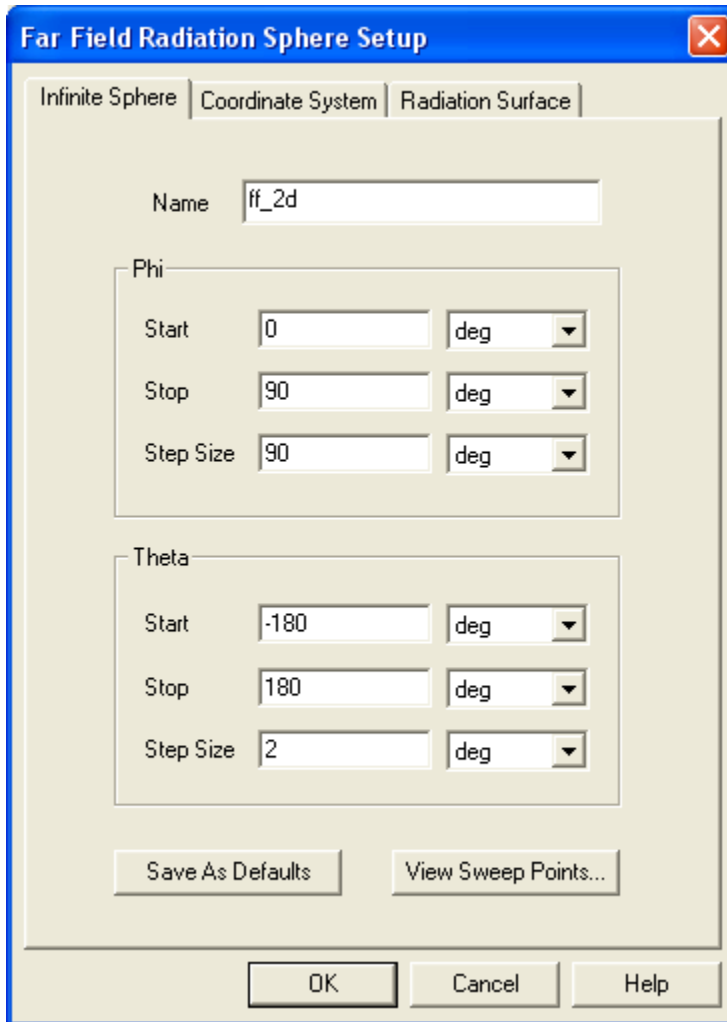 Far Field Radiation Sphere Setup
Infinite Sphere Coordinate System Radiation Surface
Name ff_2d
Phi
Start 0 deg
Stop 90 deg
Step Size 90 deg
Theta
Start -180 deg
Stop 180 deg
Step Size 2 deg
Save As Defaults View Sweep Points...
OK Cancel Help